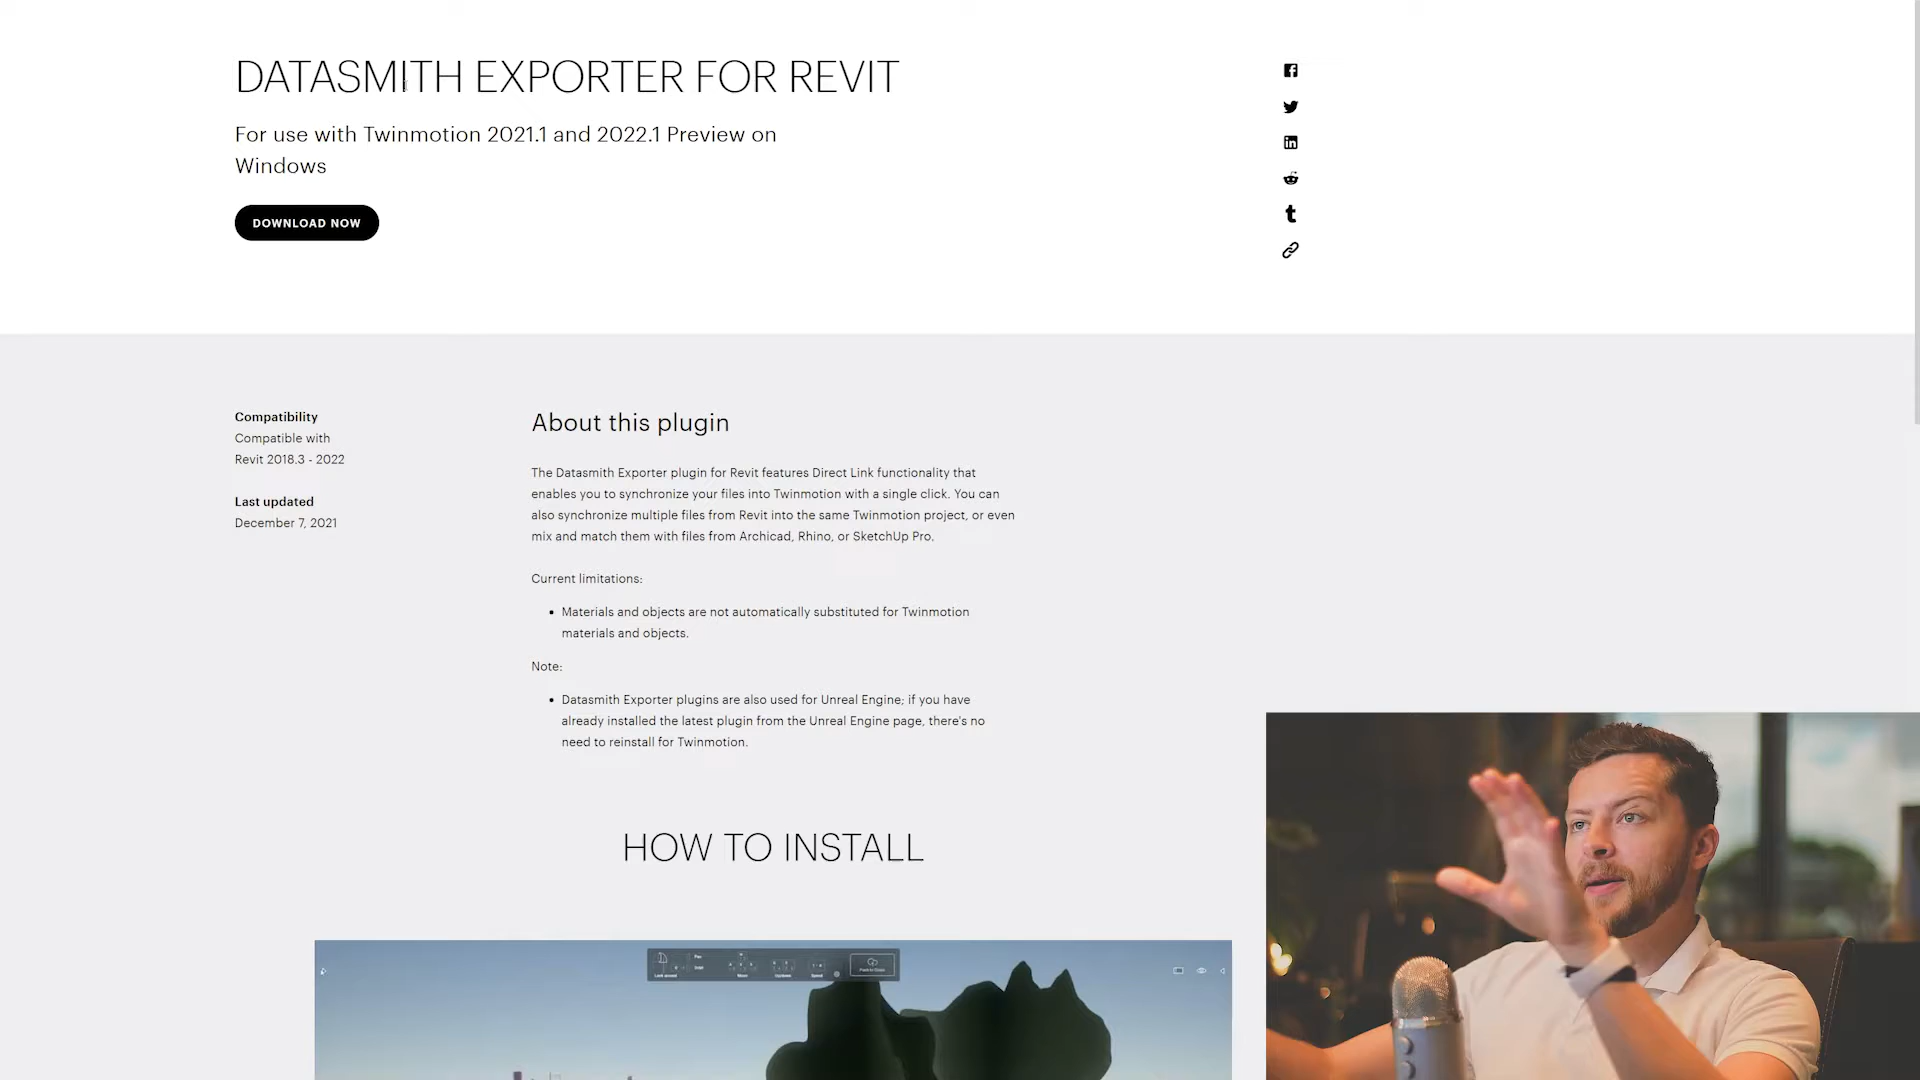 DATASMITH EXPORTER FOR REVIT
For use with Twinmotion 2021.1 and 2022.1 Preview on
Windows
DOWNLOAD NOW
Compatibility
Compatible with
Revit 2018.3 - 2022
Last updated
December 7, 2021
About this plugin
The Datasmith Exporter plugin for Revit features Direct Link functionality that
enables you to synchronize your files into Twinmotion with a single click. You can
also synchronize multiple files from Revit into the same Twinmotion project, or even
mix and match them with files from Archicad, Rhino, or SketchUp Pro.
Current limitations:
• Materials and objects are not automatically substituted for Twinmotion
materials and objects.
Note:
• Datasmith Exporter plugins are also used for Unreal Engine; if you have
already installed the latest plugin from the Unreal Engine page, there's no
need to reinstall for Twinmotion.
HOW TO INSTALL